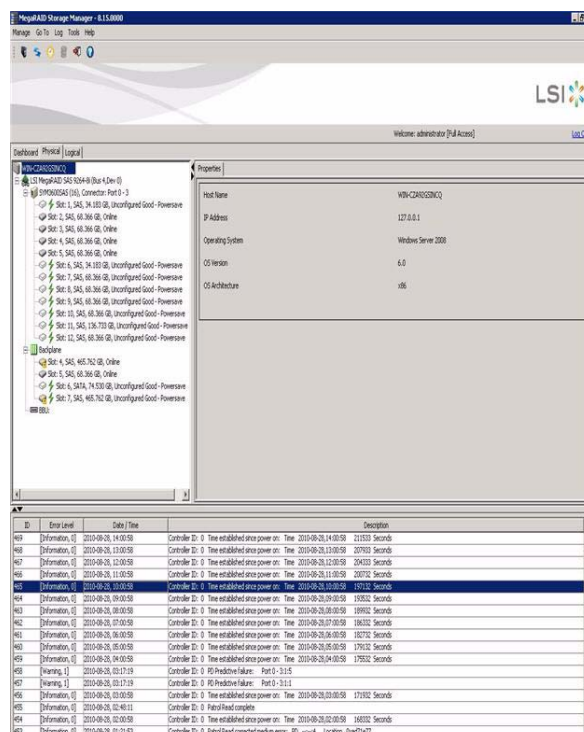 MegaRAID Storage Manager - 8.15.0000
Manage Go To Log Tools Help
LSI
Welcome: administrator [Full Access]
Log
Dashboard Physical Logical
WIN-CZA92GSINCQ
LSI MegaRAID SAS 9264-8i (Bus 4,Dev 0)
SYMD600SAS (16), Connector: Port 0 - 3
Slot: 1, SAS, 34.183 GB, Unconfigured Good - Powersave
Slot: 2, SAS, 68.366 GB, Online
Slot: 3, SAS, 68.366 GB, Online
Slot: 4, SAS, 68.366 GB, Online
Slot: 5, SAS, 68.366 GB, Online
Slot: 6, SAS, 34.183 GB, Unconfigured Good - Powersave
Slot: 7, SAS, 68.366 GB, Unconfigured Good - Powersave
Slot: 8, SAS, 68.366 GB, Unconfigured Good - Powersave
Slot: 9, SAS, 68.366 GB, Unconfigured Good - Powersave
Slot: 10, SAS, 68.366 GB, Unconfigured Good - Powersave
Slot: 11, SAS, 136.733 GB, Unconfigured Good - Powersave
Slot: 12, SAS, 68.366 GB, Unconfigured Good - Powersave
Backplane
Slot: 4, SAS, 465.762 GB, Online
Slot: 5, SAS, 68.366 GB, Online
Slot: 6, SATA, 74.530 GB, Unconfigured Good - Powersave
Slot: 7, SAS, 465.762 GB, Unconfigured Good - Powersave
BBU
Properties
Host Name WIN-CZA92GSINCQ
IP Address 127.0.0.1
Operating System Windows Server 2008
OS Version 6.0
OS Architecture x86
ID Error Level Date / Time Description
469 [Information, 0] 2010-08-28, 14:00:58 Controller ID: 0 Time established since power on: Time 2010-08-28,14:00:58 211533 Seconds
468 [Information, 0] 2010-08-28, 13:00:58 Controller ID: 0 Time established since power on: Time 2010-08-28,13:00:58 207933 Seconds
467 [Information, 0] 2010-08-28, 12:00:58 Controller ID: 0 Time established since power on: Time 2010-08-28,12:00:58 204333 Seconds
466 [Information, 0] 2010-08-28, 11:00:58 Controller ID: 0 Time established since power on: Time 2010-08-28,11:00:58 200732 Seconds
465 [Information, 0] 2010-08-28, 10:00:58 Controller ID: 0 Time established since power on: Time 2010-08-28,10:00:58 197132 Seconds
464 [Information, 0] 2010-08-28, 09:00:58 Controller ID: 0 Time established since power on: Time 2010-08-28,09:00:58 193532 Seconds
463 [Information, 0] 2010-08-28, 08:00:58 Controller ID: 0 Time established since power on: Time 2010-08-28,08:00:58 189932 Seconds
462 [Information, 0] 2010-08-28, 07:00:58 Controller ID: 0 Time established since power on: Time 2010-08-28,07:00:58 186332 Seconds
461 [Information, 0] 2010-08-28, 06:00:58 Controller ID: 0 Time established since power on: Time 2010-08-28,06:00:58 182732 Seconds
460 [Information, 0] 2010-08-28, 05:00:58 Controller ID: 0 Time established since power on: Time 2010-08-28,05:00:58 179132 Seconds
459 [Information, 0] 2010-08-28, 04:00:58 Controller ID: 0 Time established since power on: Time 2010-08-28,04:00:58 175532 Seconds
458 [Warning, 1] 2010-08-28, 03:17:19 Controller ID: 0 PD Predictive failure: Port 0 - 3:1:5
457 [Warning, 1] 2010-08-28, 03:17:19 Controller ID: 0 PD Predictive failure: Port 0 - 3:1:1
456 [Information, 0] 2010-08-28, 03:00:58 Controller ID: 0 Time established since power on: Time 2010-08-28,03:00:58 171932 Seconds
455 [Information, 0] 2010-08-28, 02:48:11 Controller ID: 0 Patrol Read complete
454 [Information, 0] 2010-08-28, 02:00:58 Controller ID: 0 Time established since power on: Time 2010-08-28,02:00:58 168332 Seconds
453 [Information, 0] 2010-08-28, 01:21:53 Controller ID: 0 Patrol Read corrected medium error: PD Location